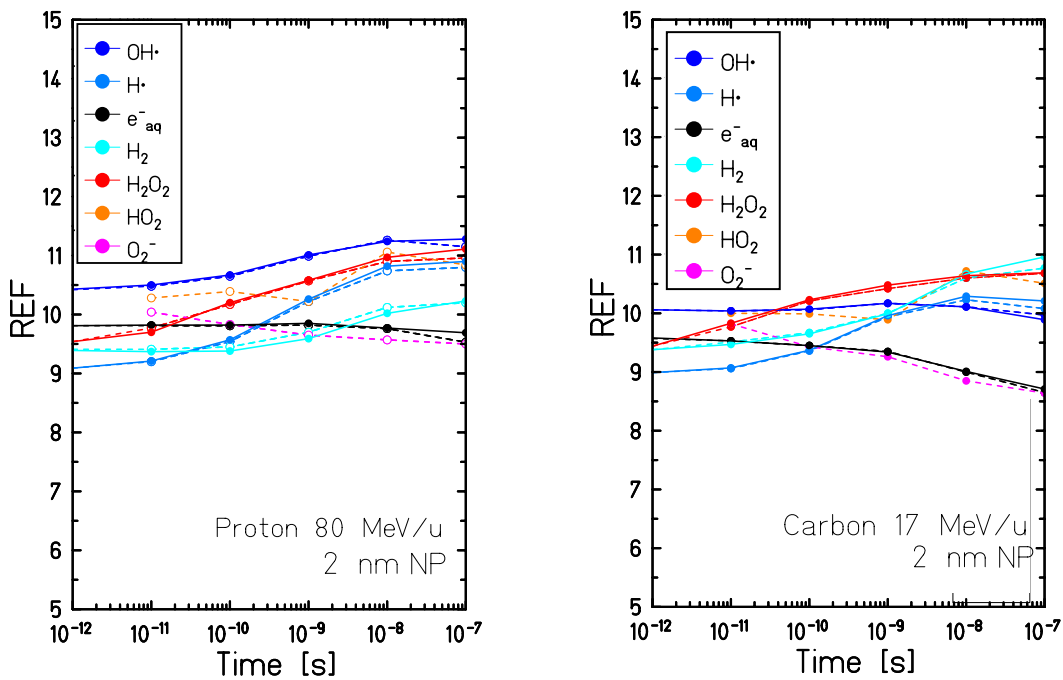 REF
15
14
13
12
11
10
9
8
7
6
5
OH•
H•
e⁻aq
H₂
H₂O₂
HO₂
O₂⁻
Proton 80 MeV/u
2 nm NP
10⁻¹² 10⁻¹¹ 10⁻¹⁰ 10⁻⁹ 10⁻⁸ 10⁻⁷
Time [s]
REF
15
14
13
12
11
10
9
8
7
6
5
OH•
H•
e⁻aq
H₂
H₂O₂
HO₂
O₂⁻
Carbon 17 MeV/u
2 nm NP
10⁻¹² 10⁻¹¹ 10⁻¹⁰ 10⁻⁹ 10⁻⁸ 10⁻⁷
Time [s]